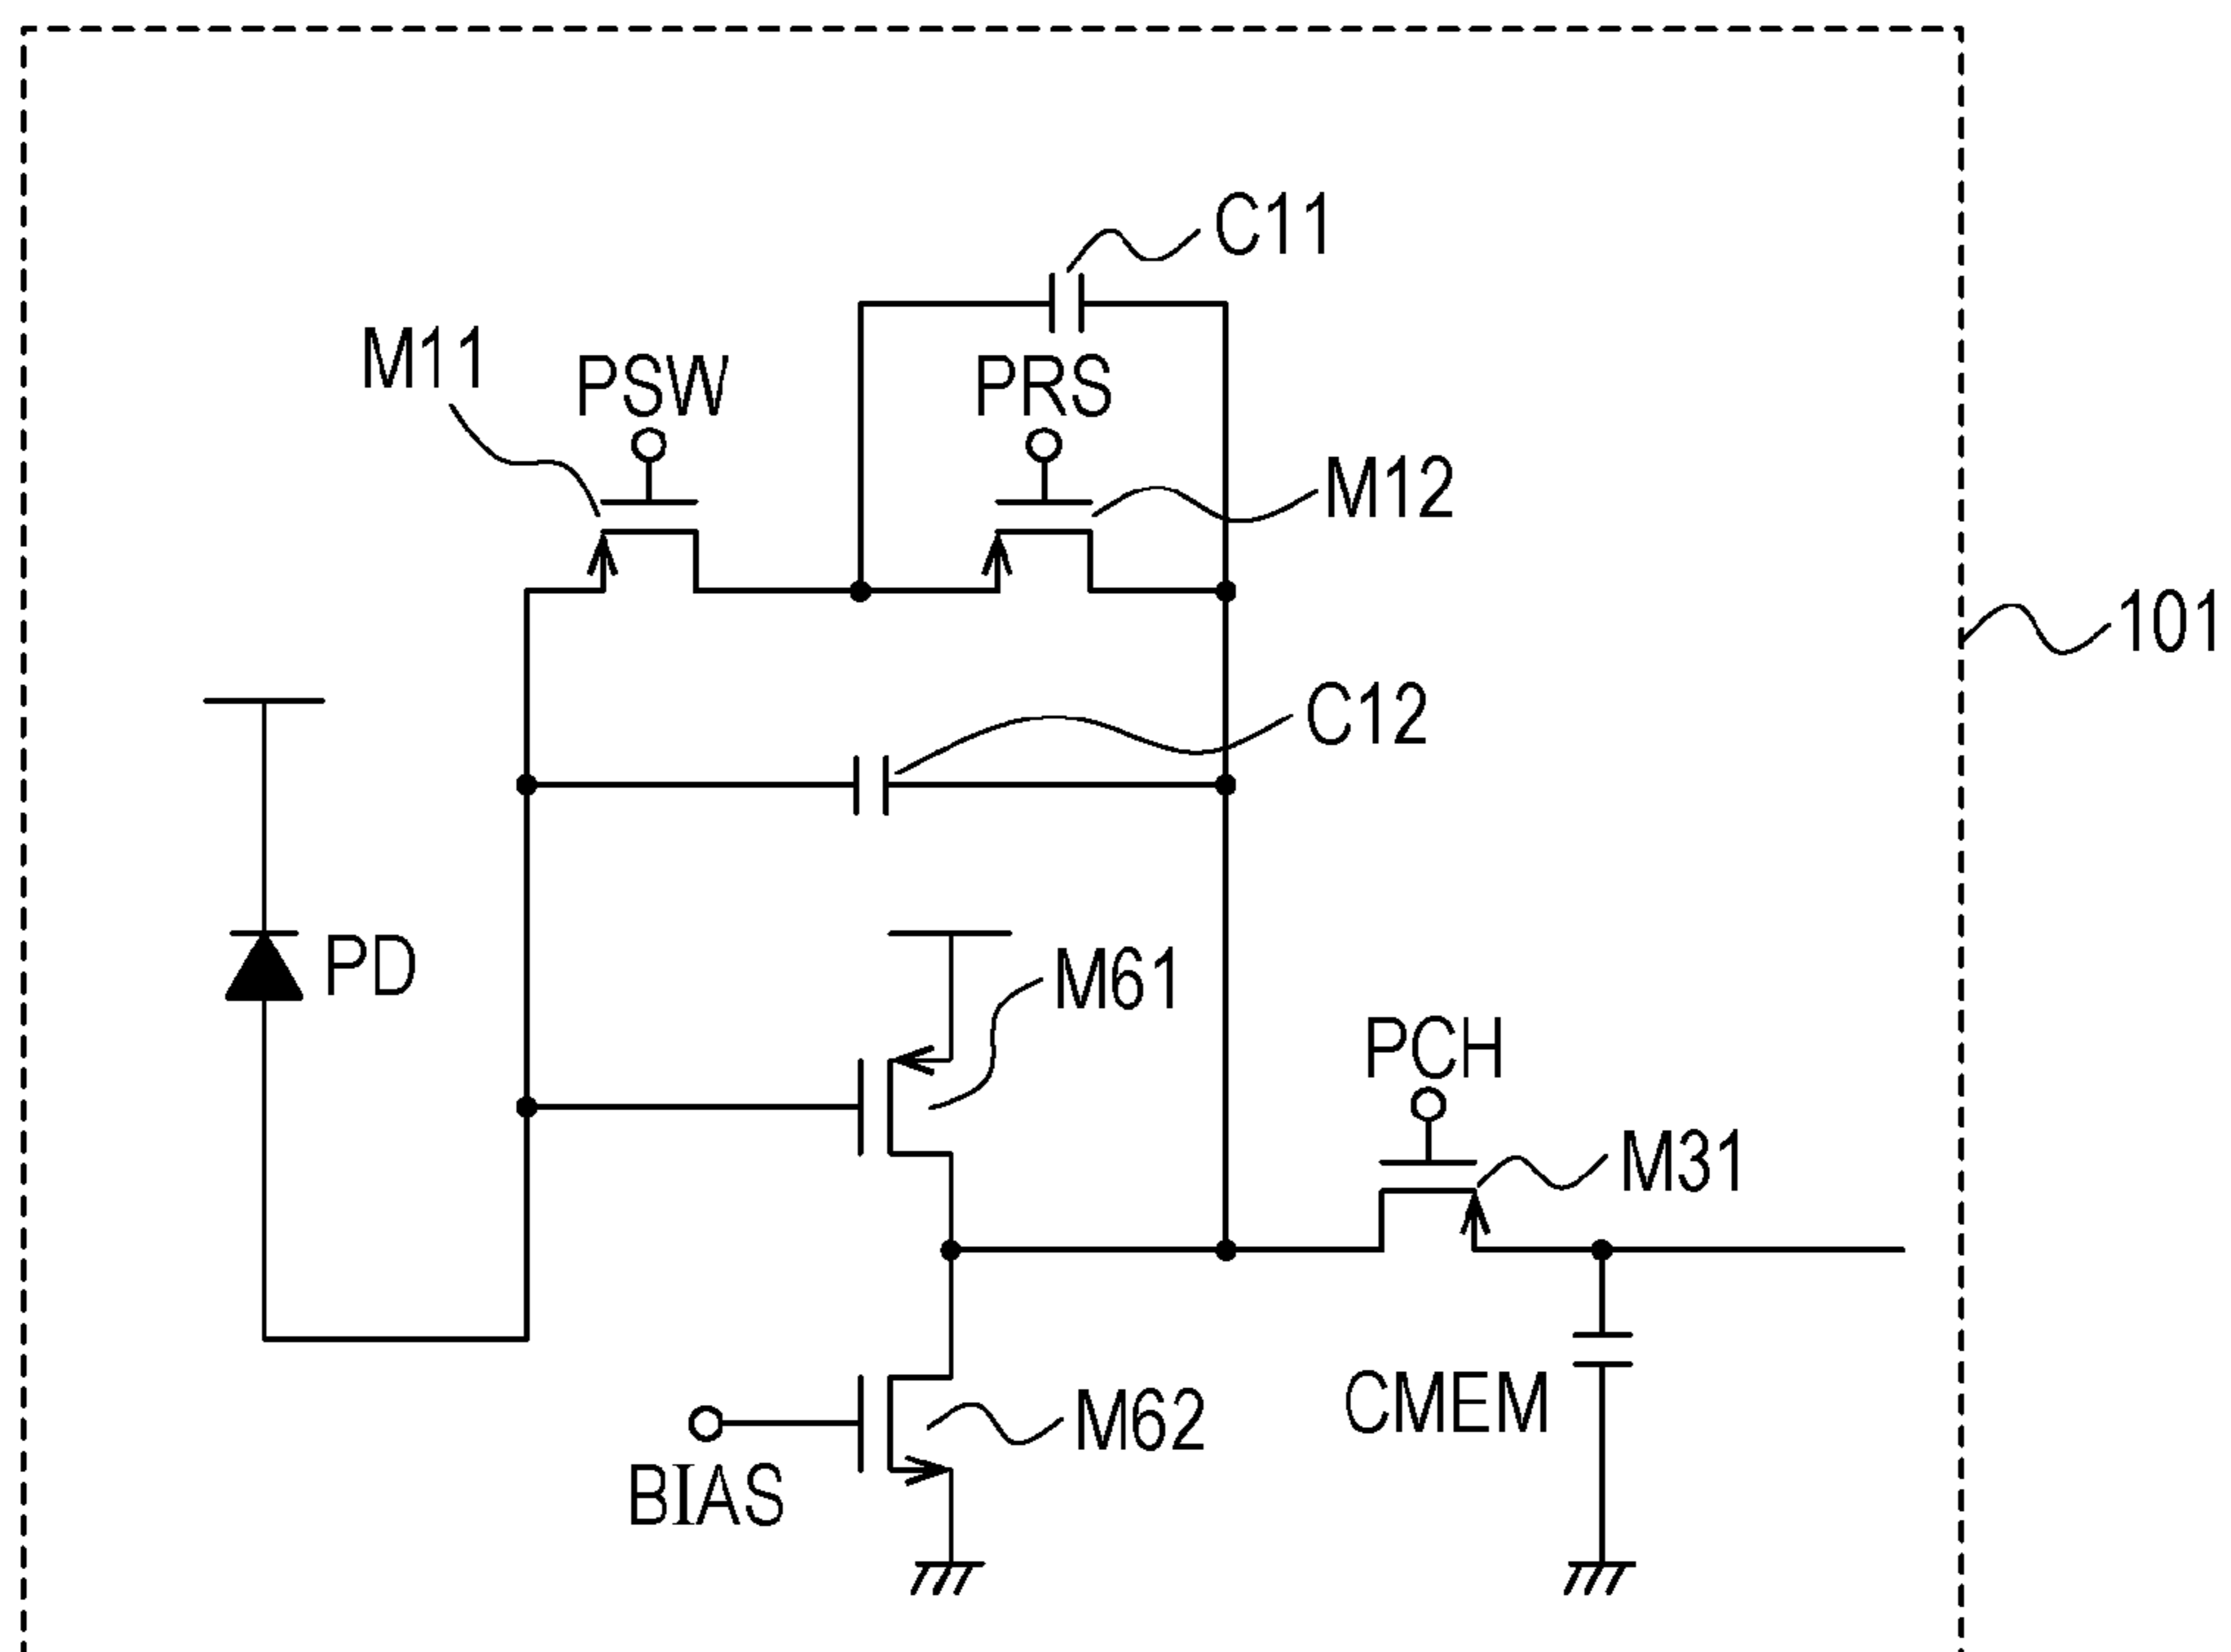 C11
M11
PSW
PRS
M12
101
C12
PD
M61
PCH
M31
CMEM
M62
BIAS